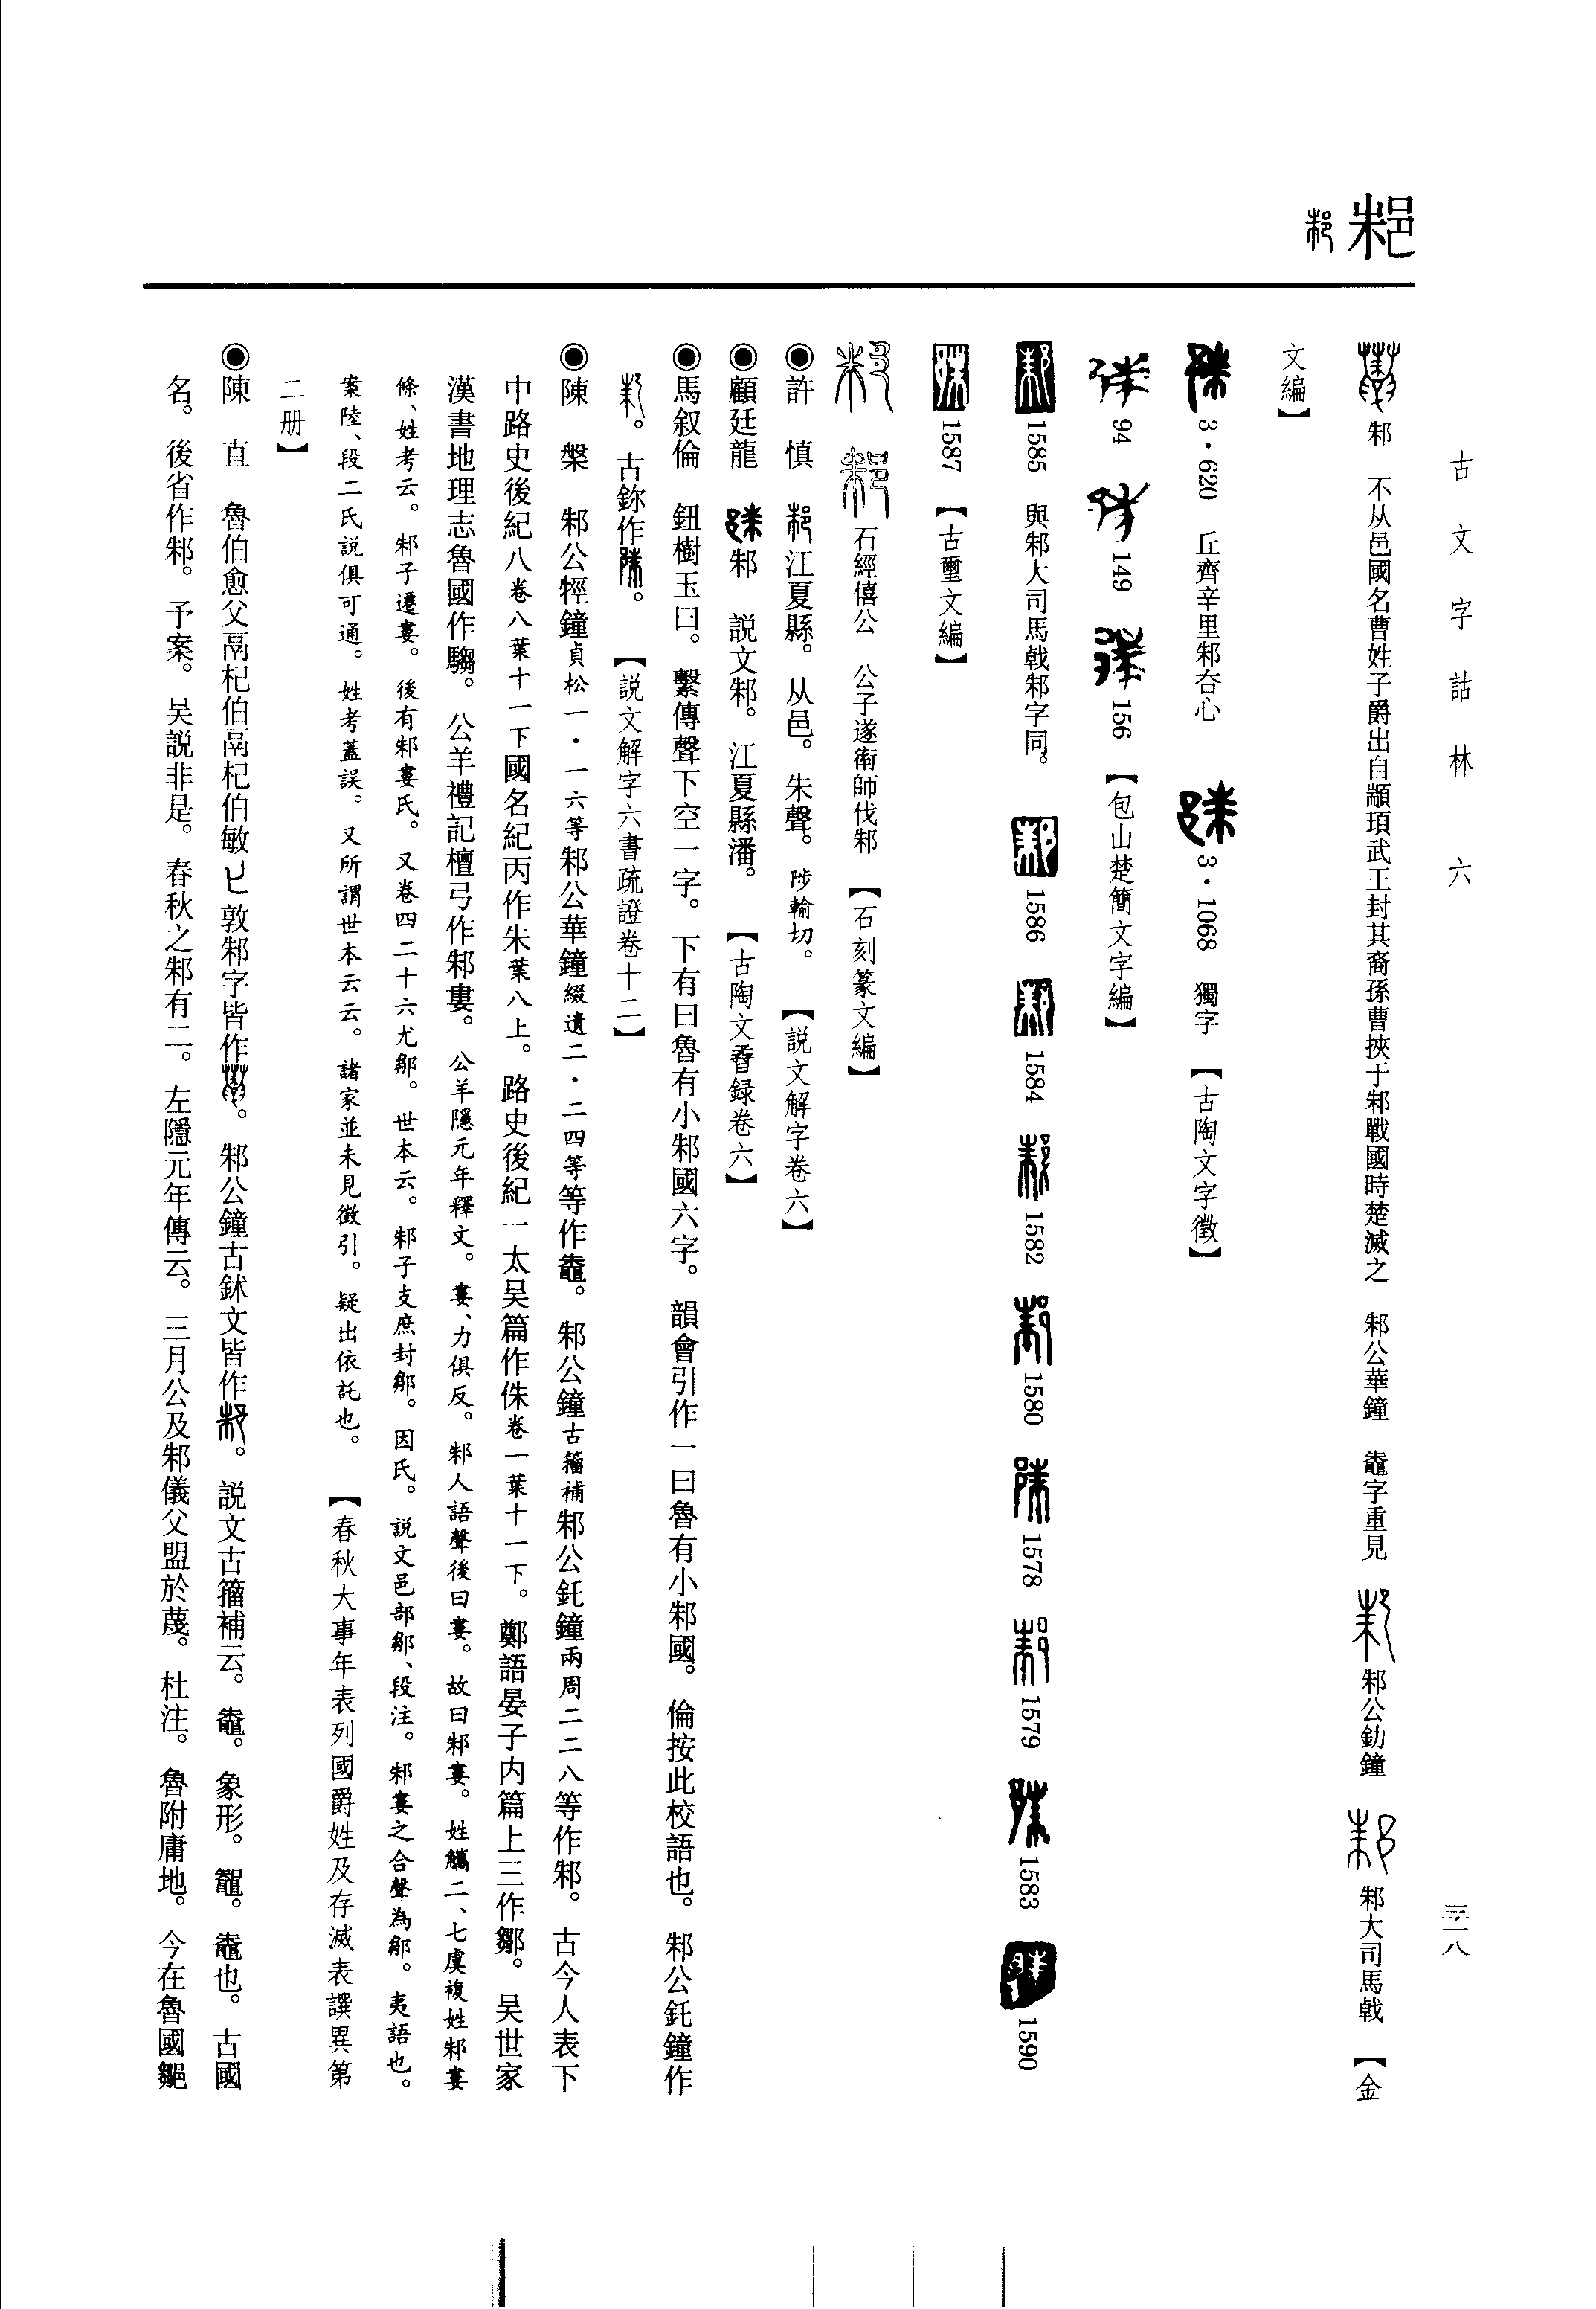 古文字詁林 六
三一八
邾 不从邑國名曹姓子爵出自顓頊武王封其裔孫曹挾于邾戰國時楚滅之 邾公華鐘 鼄字重見 邾公釛鐘 邾大司馬戟 【金
文編】
3·620 丘齊辛里邾夻心 3·1068 獨字 【古陶文字徵】
94 149 156 【包山楚簡文字編】
1585 與邾大司馬戟邾字同。 1586 1584 1582 1580 1578 1579 1583 1590
1587 【古璽文編】
石經僖公 公子遂衛師伐邾 【石刻篆文編】
◉許 慎 江夏縣。从邑。朱聲。陟輸切。 【説文解字卷六】
◉顧廷龍 邾 説文邾。江夏縣潘。 【古陶文孴録卷六】
◉馬叙倫 鈕樹玉曰。繫傳聲下空一字。下有曰魯有小邾國六字。韻會引作一曰魯有小邾國。倫按此校語也。邾公釓鐘作
。古鉨作。 【説文解字六書疏證卷十二】
◉陳 槃 邾公牼鐘貞松一·一六等邾公華鐘綴遺二·二四等等作鼄。邾公鐘古籀補邾公釓鐘兩周二二八等作邾。古今人表下
中路史後紀八卷八葉十一下國名紀丙作朱葉八上。路史後紀一太昊篇作侏卷一葉十一下。鄭語晏子内篇上三作鄒。吴世家
漢書地理志魯國作騶。公羊禮記檀弓作邾婁。公羊隱元年釋文。婁、力俱反。邾人語聲後曰婁。故曰邾婁。姓觿二、七虞複姓邾婁
條、姓考云。邾子遷婁。後有邾婁氏。又卷四二十六尤鄒。世本云。邾子支庶封鄒。因氏。説文邑部鄒、段注。邾婁之合聲為鄒。夷語也。
案陸、段二氏説俱可通。姓考蓋誤。又所謂世本云云。諸家並未見徵引。疑出依託也。 【春秋大事年表列國爵姓及存滅表譔異第
二册】
◉陳 直 魯伯愈父鬲杞伯鬲杞伯敏敦邾字皆作。邾公鐘古鉥文皆作。説文古籀補云。鼄。象形。鼅。鼄也。古國
名。後省作邾。予案。吴説非是。春秋之邾有二。左隱元年傳云。三月公及邾儀父盟於蔑。杜注。魯附庸地。今在魯國鄒